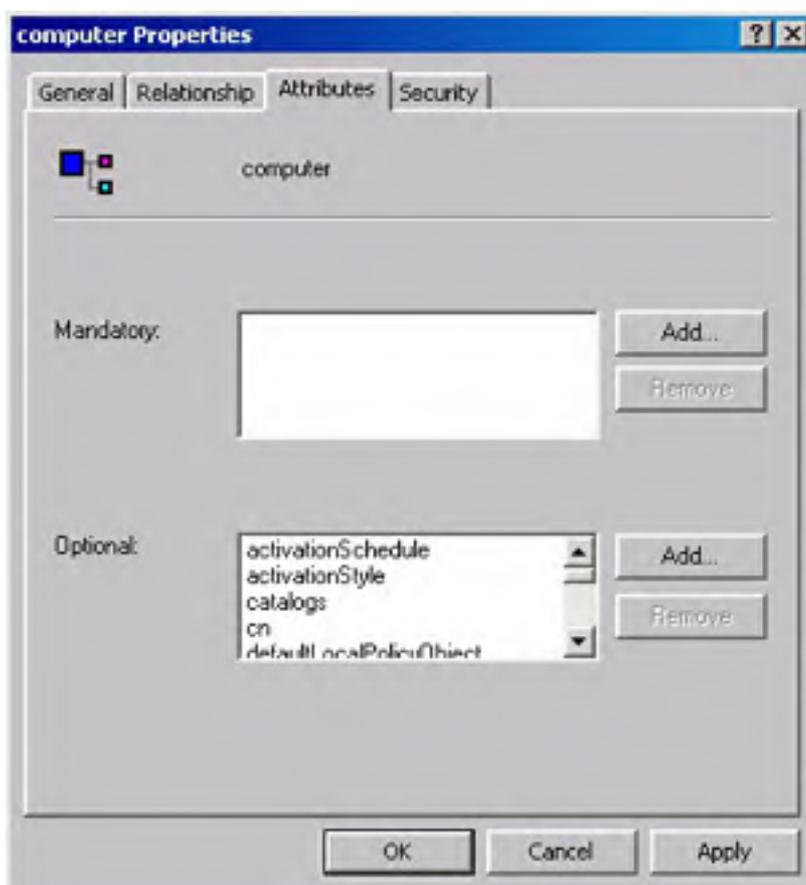 computer Properties
General Relationship Attributes Security
computer
Mandatory:
Add...
Remove
Optional:
activationSchedule
activationStyle
catalogs
cn
defaultLocalPolicyObject
Add...
Remove
OK Cancel Apply